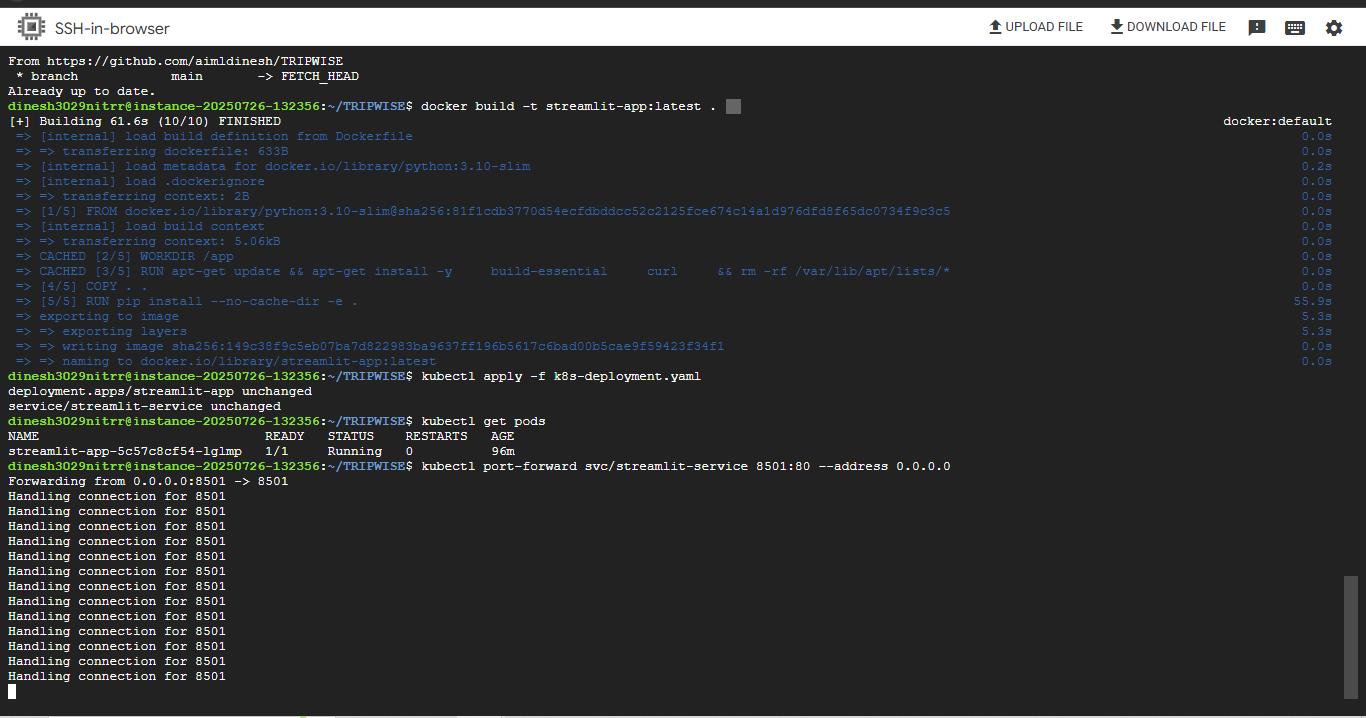 SSH-in-browser
UPLOAD FILE
DOWNLOAD FILE
From https://github.com/aimldinesh/TRIPWISE
 * branch            main       -> FETCH_HEAD
Already up to date.
dinesh3029nitrr@instance-20250726-132356:~/TRIPWISE$ docker build -t streamlit-app:latest .
[+] Building 61.6s (10/10) FINISHED docker:default
 => [internal] load build definition from Dockerfile 0.0s
 => => transferring dockerfile: 633B 0.0s
 => [internal] load metadata for docker.io/library/python:3.10-slim 0.2s
 => [internal] load .dockerignore 0.0s
 => => transferring context: 2B 0.0s
 => [1/5] FROM docker.io/library/python:3.10-slim@sha256:81f1cdb3770d54ecfdbddcc52c2125fce674c14a1d976dfd8f65dc0734f9c3c5 0.0s
 => [internal] load build context 0.0s
 => => transferring context: 5.06kB 0.0s
 => CACHED [2/5] WORKDIR /app 0.0s
 => CACHED [3/5] RUN apt-get update && apt-get install -y     build-essential     curl     && rm -rf /var/lib/apt/lists/* 0.0s
 => [4/5] COPY . . 0.0s
 => [5/5] RUN pip install --no-cache-dir -e . 55.9s
 => exporting to image 5.3s
 => => exporting layers 5.3s
 => => writing image sha256:149c38f9c5eb07ba7d822983ba9637ff196b5617c6bad00b5cae9f59423f34f1 0.0s
 => => naming to docker.io/library/streamlit-app:latest 0.0s
dinesh3029nitrr@instance-20250726-132356:~/TRIPWISE$ kubectl apply -f k8s-deployment.yaml
deployment.apps/streamlit-app unchanged
service/streamlit-service unchanged
dinesh3029nitrr@instance-20250726-132356:~/TRIPWISE$ kubectl get pods
NAME                             READY   STATUS    RESTARTS   AGE
streamlit-app-5c57c8cf54-lglmp   1/1     Running   0          96m
dinesh3029nitrr@instance-20250726-132356:~/TRIPWISE$ kubectl port-forward svc/streamlit-service 8501:80 --address 0.0.0.0
Forwarding from 0.0.0.0:8501 -> 8501
Handling connection for 8501
Handling connection for 8501
Handling connection for 8501
Handling connection for 8501
Handling connection for 8501
Handling connection for 8501
Handling connection for 8501
Handling connection for 8501
Handling connection for 8501
Handling connection for 8501
Handling connection for 8501
Handling connection for 8501
Handling connection for 8501